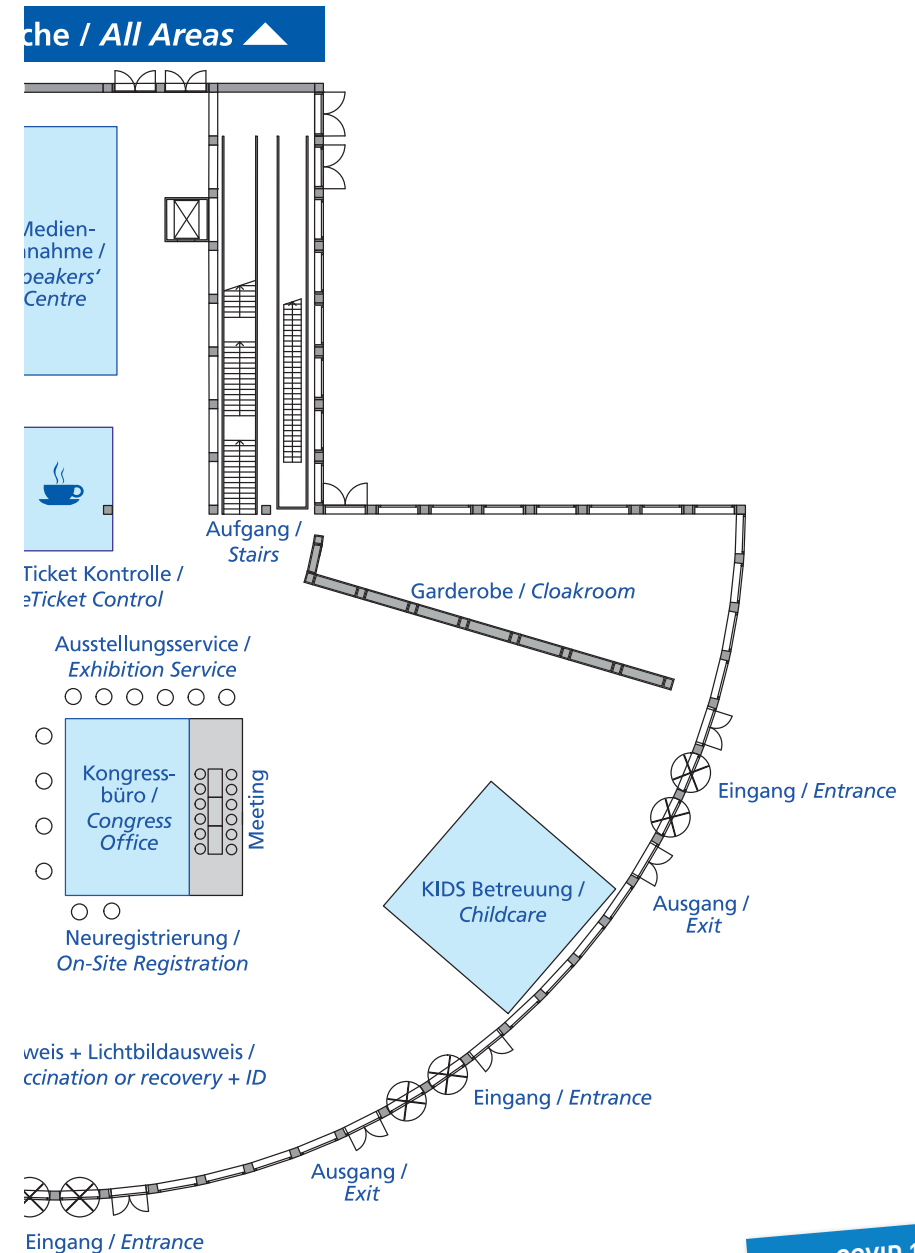 che / All Areas
Medien-
nnahme /
peakers‘
Centre
Aufgang /
Stairs
Ticket Kontrolle /
eTicket Control
Garderobe / Cloakroom
Ausstellungsservice /
Exhibition Service
Kongress-
büro /
Congress
Office
Meeting
Eingang / Entrance
KIDS Betreuung /
Childcare
Ausgang /
Exit
Neuregistrierung /
On-Site Registration
weis + Lichtbildausweis /
ccination or recovery + ID
Eingang / Entrance
Ausgang /
Exit
Eingang / Entrance